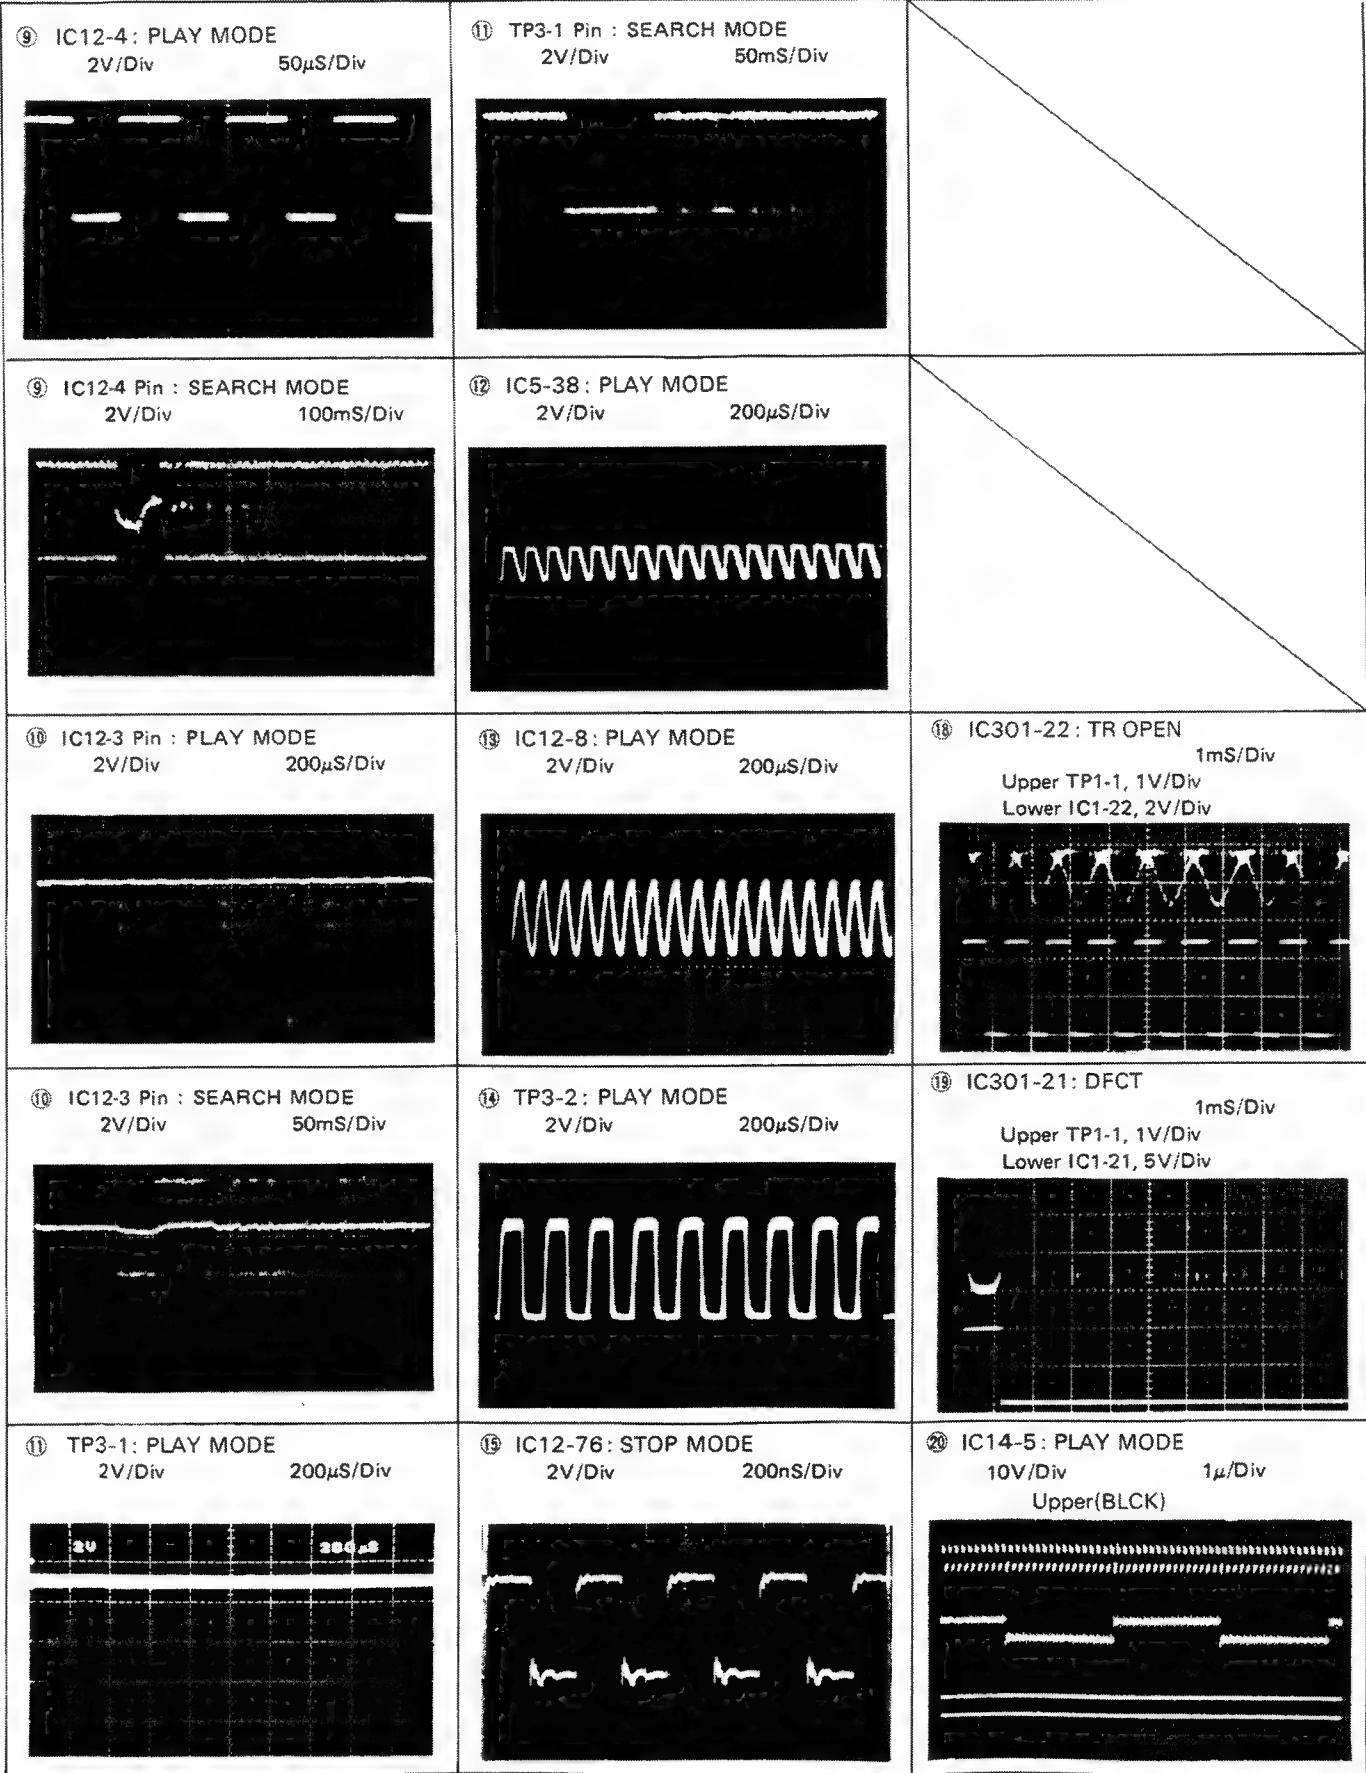 ⑨ IC12-4: PLAY MODE
2V/Div 50μS/Div
⑪ TP3-1 Pin : SEARCH MODE
2V/Div 50mS/Div
⑨ IC12-4 Pin : SEARCH MODE
2V/Div 100mS/Div
⑫ IC5-38: PLAY MODE
2V/Div 200μS/Div
⑩ IC12-3 Pin : PLAY MODE
2V/Div 200μS/Div
⑬ IC12-8: PLAY MODE
2V/Div 200μS/Div
⑱ IC301-22: TR OPEN
1mS/Div
Upper TP1-1, 1V/Div
Lower IC1-22, 2V/Div
⑩ IC12-3 Pin : SEARCH MODE
2V/Div 50mS/Div
⑭ TP3-2: PLAY MODE
2V/Div 200μS/Div
⑲ IC301-21: DFCT
1mS/Div
Upper TP1-1, 1V/Div
Lower IC1-21, 5V/Div
⑪ TP3-1: PLAY MODE
2V/Div 200μS/Div
2V 200μS
⑮ IC12-76: STOP MODE
2V/Div 200nS/Div
⑳ IC14-5: PLAY MODE
10V/Div 1μ/Div
Upper(BLCK)